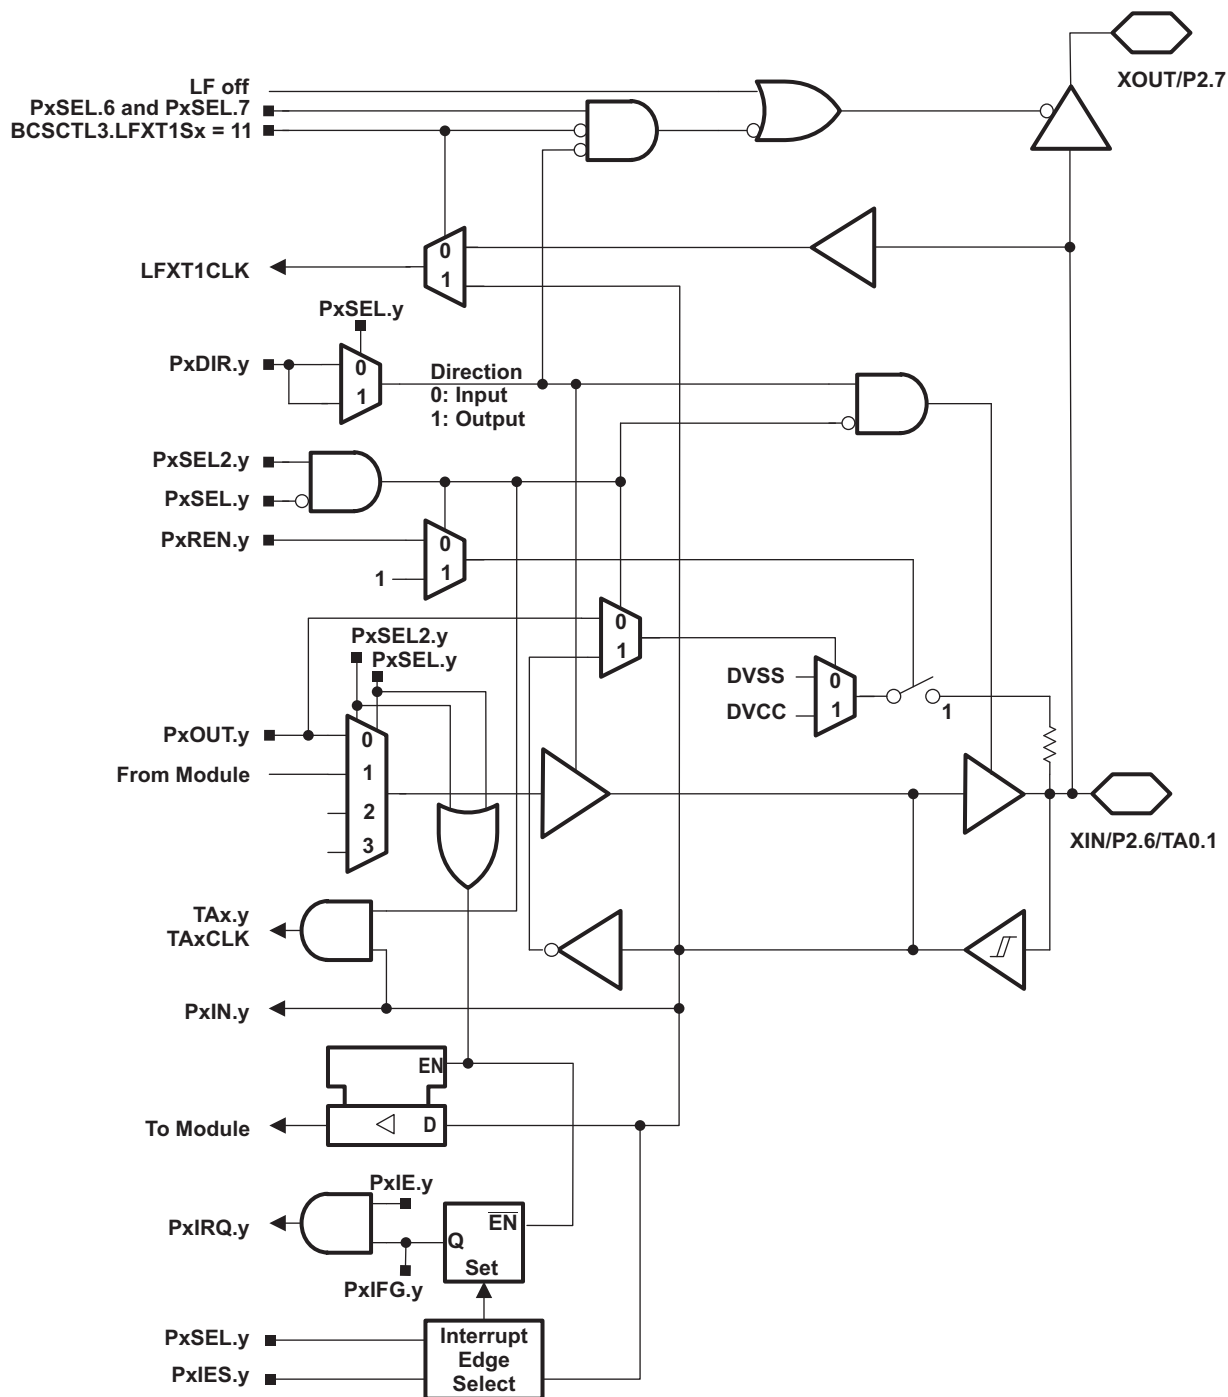 XOUT/P2.7
LF off
PxSEL.6 and PxSEL.7
BCSCTL3.LFXT1Sx = 11
0
1
LFXT1CLK
PxSEL.y
PxDIR.y
0
1
Direction
0: Input
1: Output
PxSEL2.y
PxSEL.y
PxREN.y
0
1
1
0
1
PxSEL2.y
PxSEL.y
DVSS
DVCC
0
1
1
PxOUT.y
From Module
0
1
2
3
XIN/P2.6/TA0.1
TAx.y
TAxCLK
PxIN.y
EN
D
To Module
PxIE.y
PxIRQ.y
EN
Q
Set
PxIFG.y
PxSEL.y
PxIES.y
Interrupt
Edge
Select